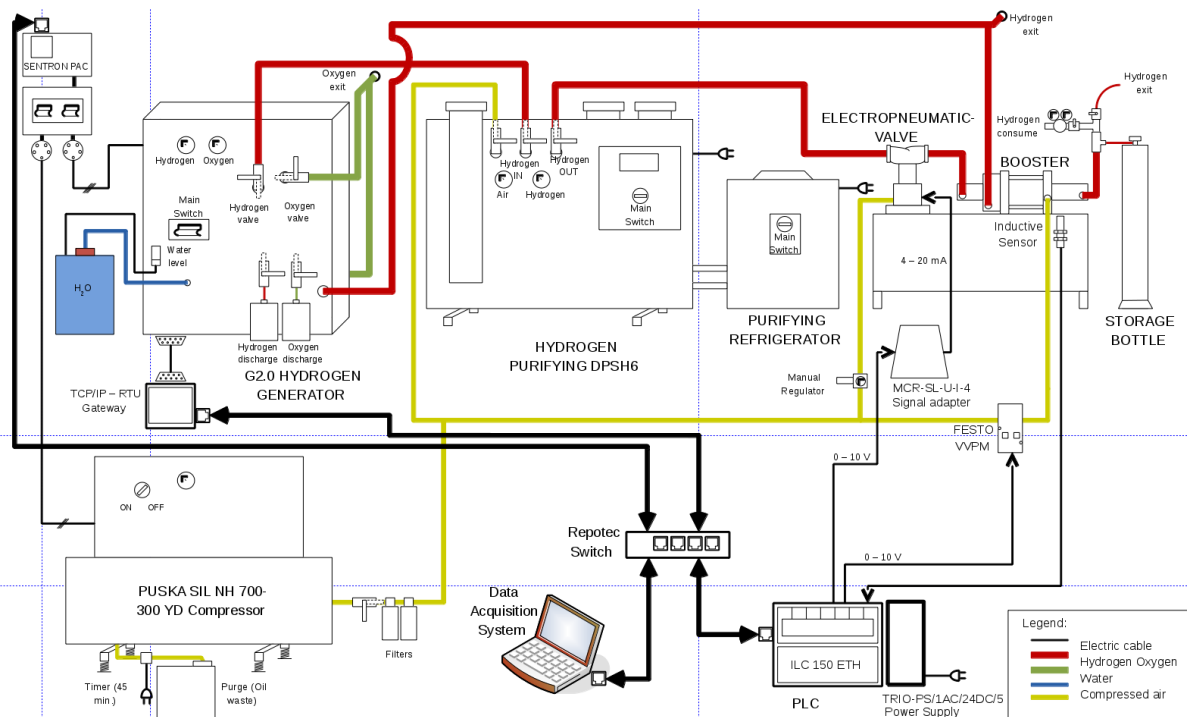 Hydrogen
exit
SENTRON PAC
Oxygen
exit
Hydrogen
exit
Hydrogen
consume
ELECTROPNEUMATIC-
VALVE
BOOSTER
Hydrogen
Oxygen
Hydrogen
IN
Hydrogen
OUT
Air
Hydrogen
Main
Switch
Main
Switch
Hydrogen
valve
Oxygen
valve
Main
Switch
Inductive
Sensor
Water
level
4 – 20 mA
H2O
Hydrogen
discharge
Oxygen
discharge
G2.0 HYDROGEN
GENERATOR
HYDROGEN
PURIFYING DPSH6
PURIFYING
REFRIGERATOR
STORAGE
BOTTLE
TCP/IP – RTU
Gateway
Manual
Regulator
MCR-SL-U-I-4
Signal adapter
FESTO
VVPM
0 – 10 V
ON
OFF
Repotec
Switch
0 – 10 V
PUSKA SIL NH 700-
300 YD Compressor
Data
Acquisition
System
Filters
ILC 150 ETH
Timer (45
min.)
Purge (Oil
waste)
PLC
TRIO-PS/1AC/24DC/5
Power Supply
Legend:
Electric cable
Hydrogen Oxygen
Water
Compressed air